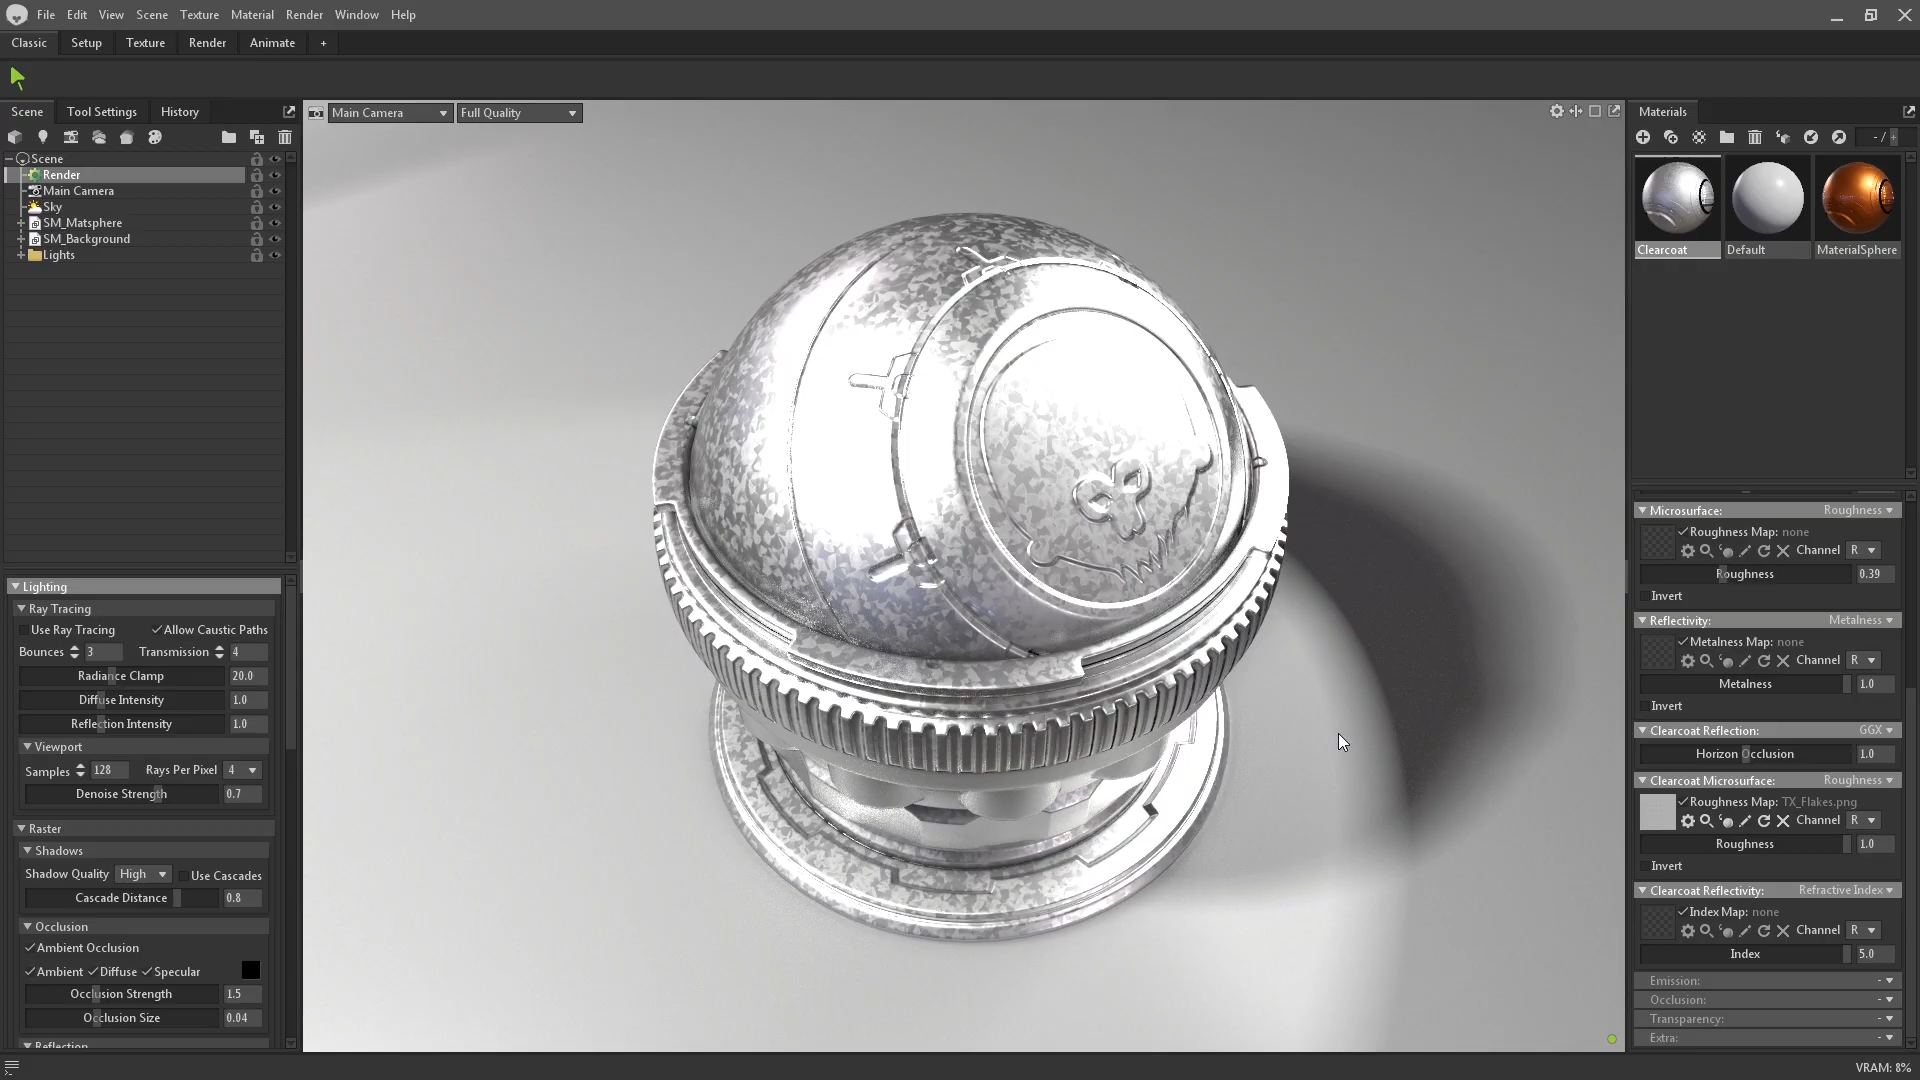 File Edit View Scene Texture Material Render Window Help
Classic Setup Texture Render Animate +
Scene Tool Settings History
Main Camera Full Quality
Scene
Render
Main Camera
Sky
SM_Matsphere
SM_Background
Lights
Lighting
Ray Tracing
Use Ray Tracing Allow Caustic Paths
Bounces 3 Transmission 4
Radiance Clamp 20.0
Diffuse Intensity 1.0
Reflection Intensity 1.0
Viewport
Samples 128 Rays Per Pixel 4
Denoise Strength 0.7
Raster
Shadows
Shadow Quality High Use Cascades
Cascade Distance 0.8
Occlusion
Ambient Occlusion
Ambient Diffuse Specular
Occlusion Strength 1.5
Occlusion Size 0.04
Reflection
Materials
- / +
Clearcoat Default MaterialSphere
Microsurface: Roughness
Roughness Map: none
Channel R
Roughness 0.39
Invert
Reflectivity: Metalness
Metalness Map: none
Channel R
Metalness 1.0
Invert
Clearcoat Reflection: GGX
Horizon Occlusion 1.0
Clearcoat Microsurface: Roughness
Roughness Map: TX_Flakes.png
Channel R
Roughness 1.0
Invert
Clearcoat Reflectivity: Refractive Index
Index Map: none
Channel R
Index 5.0
Emission: -
Occlusion: -
Transparency: -
Extra: -
VRAM: 8%